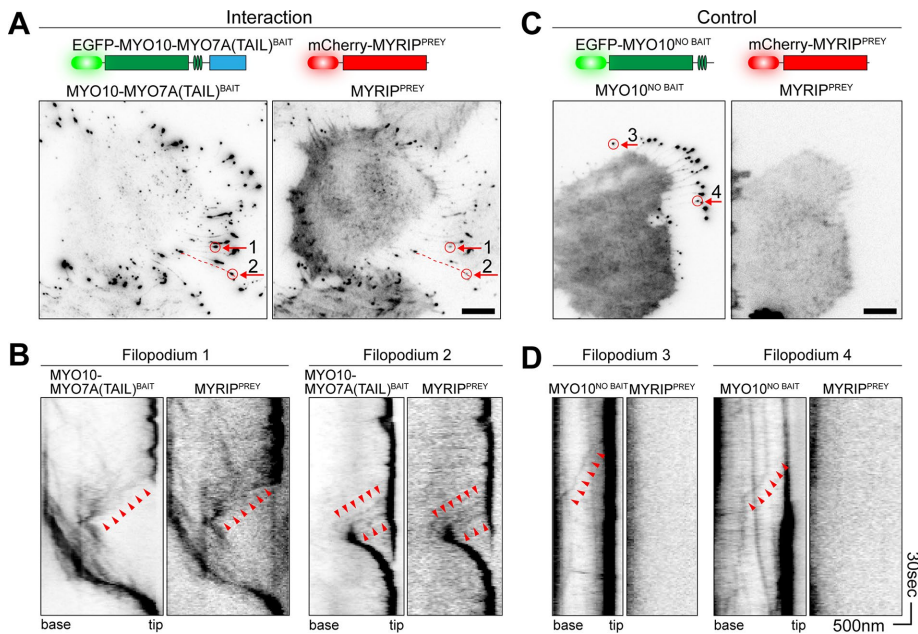 A
Interaction
EGFP-MYO10-MYO7A(TAIL)BAIT
mCherry-MYRIPPREY
MYO10-MYO7A(TAIL)BAIT
MYRIPPREY
1
2
1
2
C
Control
EGFP-MYO10NO BAIT
mCherry-MYRIPPREY
MYO10NO BAIT
MYRIPPREY
3
4
B
Filopodium 1
MYO10-
MYO7A(TAIL)BAIT
MYRIPPREY
Filopodium 2
MYO10-
MYO7A(TAIL)BAIT
MYRIPPREY
base
tip
base
tip
D
Filopodium 3
MYO10NO BAIT
MYRIPPREY
Filopodium 4
MYO10NO BAIT
MYRIPPREY
base
tip
base
tip
30sec
500nm